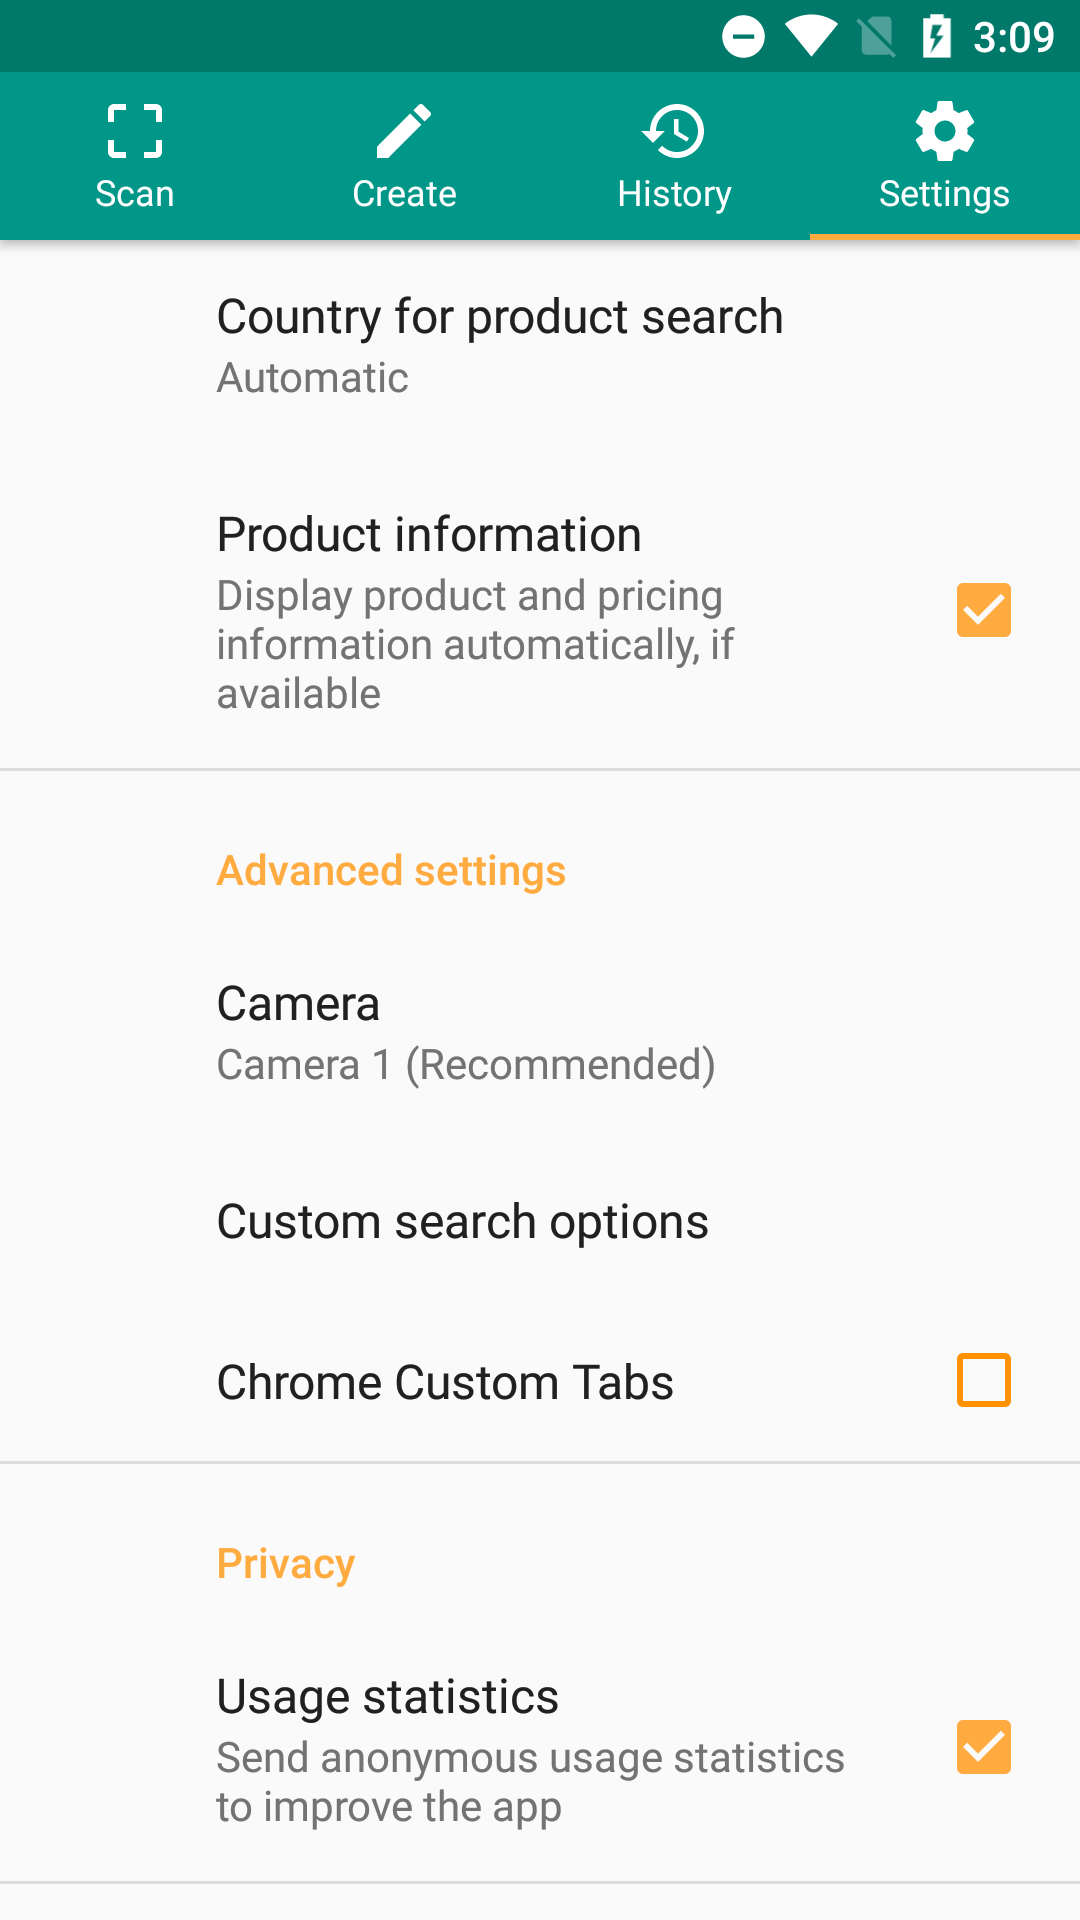 3:09
Scan
Create
History
Settings
Country for product search
Automatic
Product information
Display product and pricing
information automatically, if
available
Advanced settings
Camera
Camera 1 (Recommended)
Custom search options
Chrome Custom Tabs
Privacy
Usage statistics
Send anonymous usage statistics
to improve the app